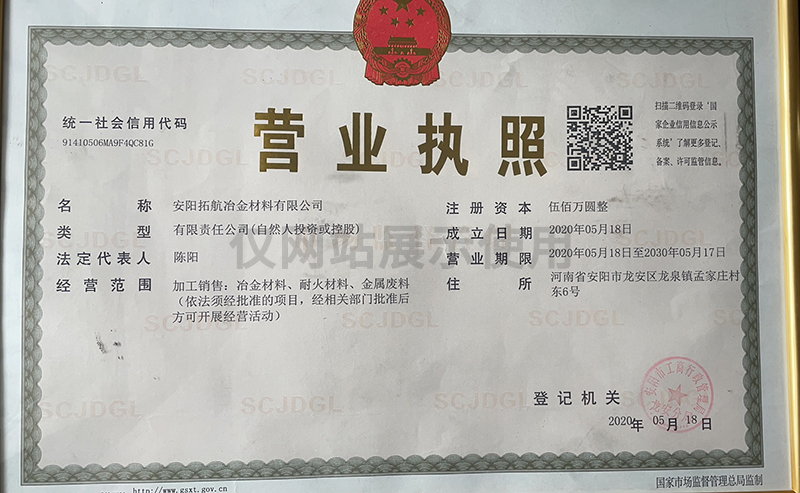 统一社会信用代码
91410506MA9F4QC81G
营业执照
扫描二维码登录‘国
家企业信用信息公示
系统’了解更多登记、
备案、许可监管信息。
名称 安阳拓航冶金材料有限公司
类型 有限责任公司(自然人投资或控股)
法定代表人 陈阳
经营范围 加工销售：冶金材料、耐火材料、金属废料
（依法须经批准的项目，经相关部门批准后
方可开展经营活动）
注册资本 伍佰万圆整
成立日期 2020年05月18日
营业期限 2020年05月18日至2030年05月17日
住所 河南省安阳市龙安区龙泉镇孟家庄村
东6号
仅网站展示使用
SCJDGL
登记机关
2020年05月18日
http://www.gsxt.gov.cn
国家市场监督管理总局监制